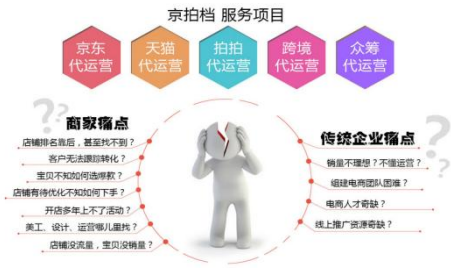 京拍档 服务项目
京东
代运营
天猫
代运营
拍拍
代运营
跨境
代运营
众筹
代运营
??
商家痛点
店铺排名靠后，甚至找不到？
客户无法跟踪转化？
宝贝不知如何选爆款？
店铺有待优化不知如何下手？
开店多年上不了活动？
美工、设计、运营哪儿里找？
店铺没流量，宝贝没销量？
??
传统企业痛点
销量不理想？不懂运营？
组建电商团队困难？
电商人才奇缺？
线上推广资源奇缺？